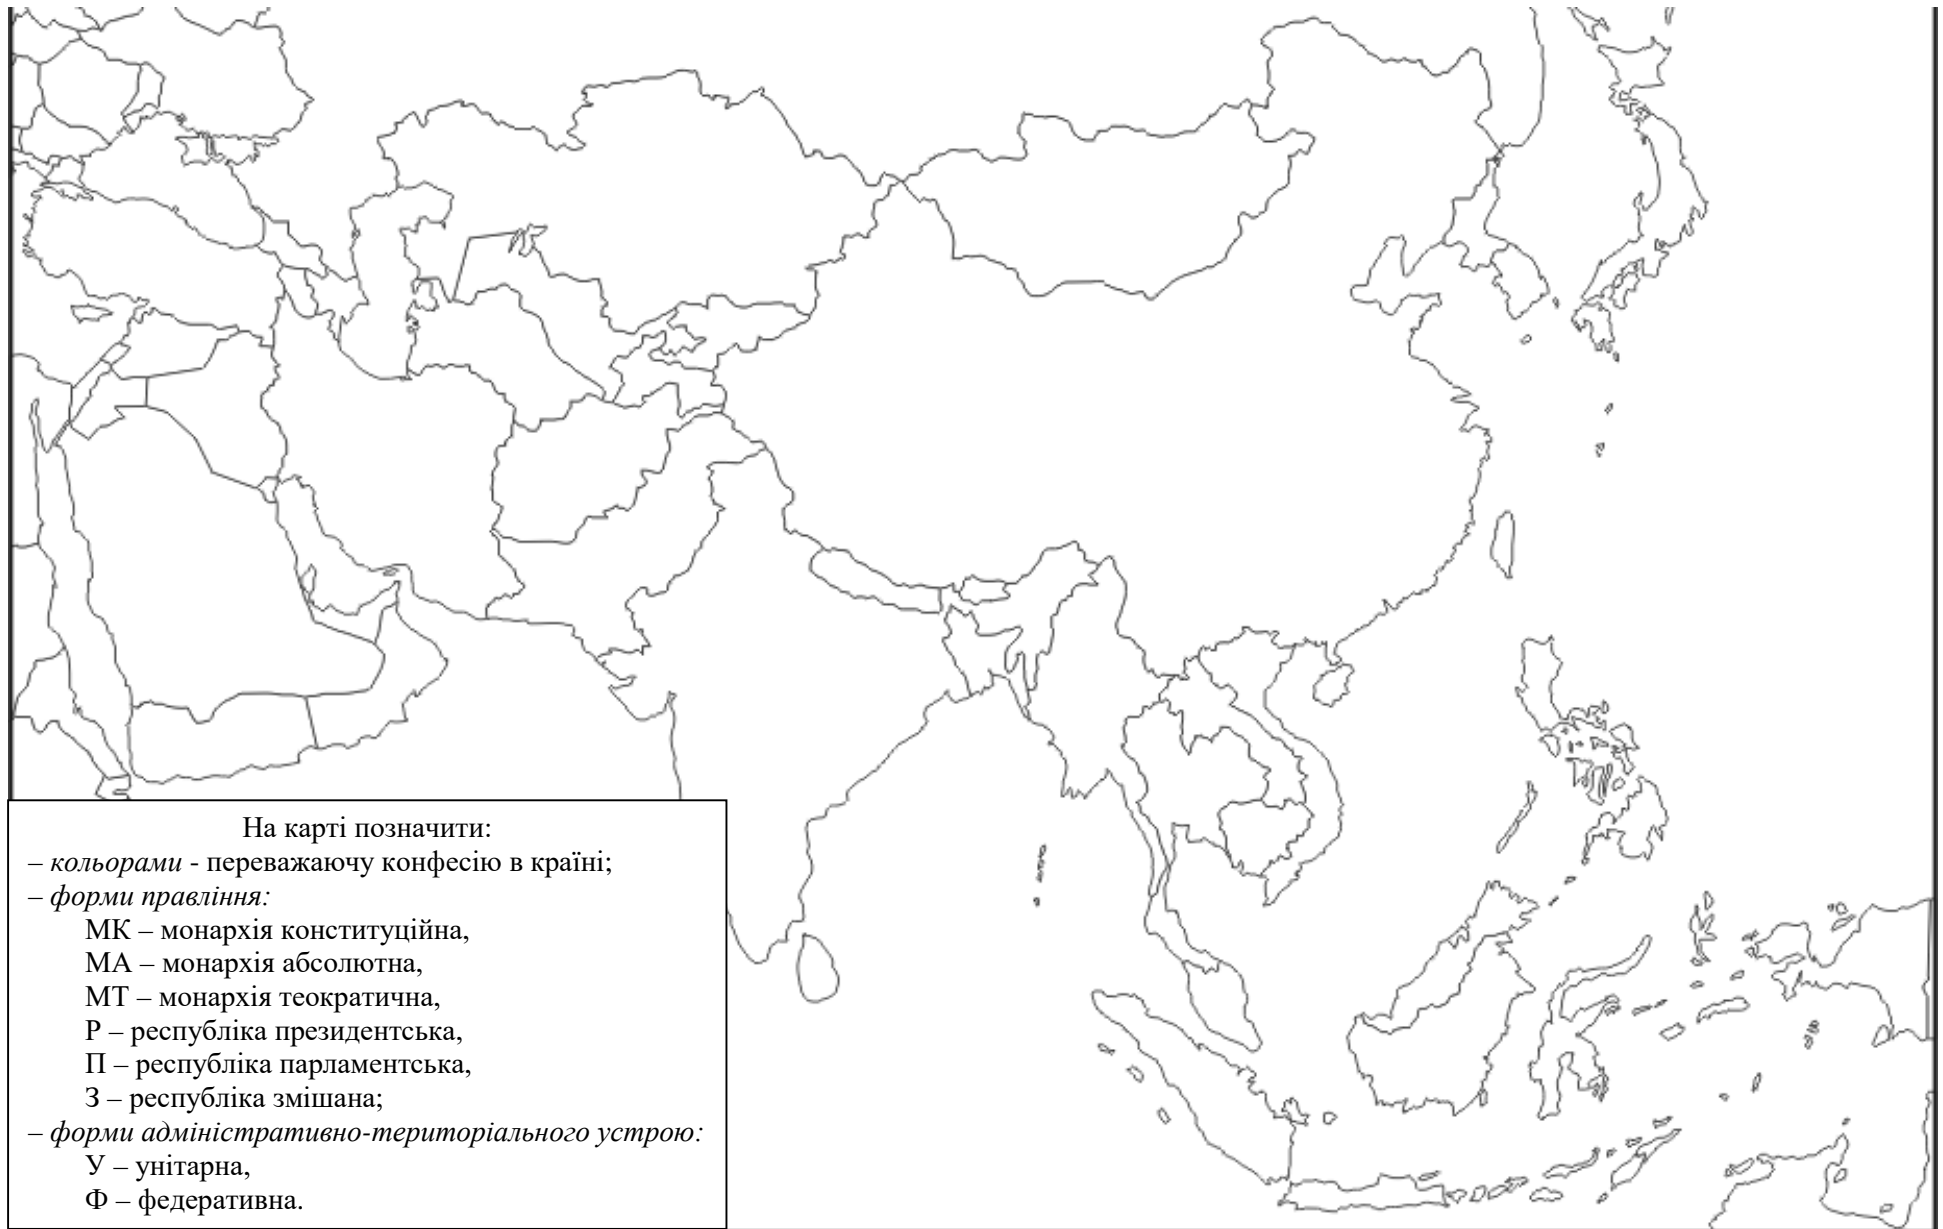 На карті позначити:
– кольорами - переважаючу конфесію в країні;
– форми правління:
МК – монархія конституційна,
МА – монархія абсолютна,
МТ – монархія теократична,
Р – республіка президентська,
П – республіка парламентська,
З – республіка змішана;
– форми адміністративно-територіального устрою:
У – унітарна,
Ф – федеративна.